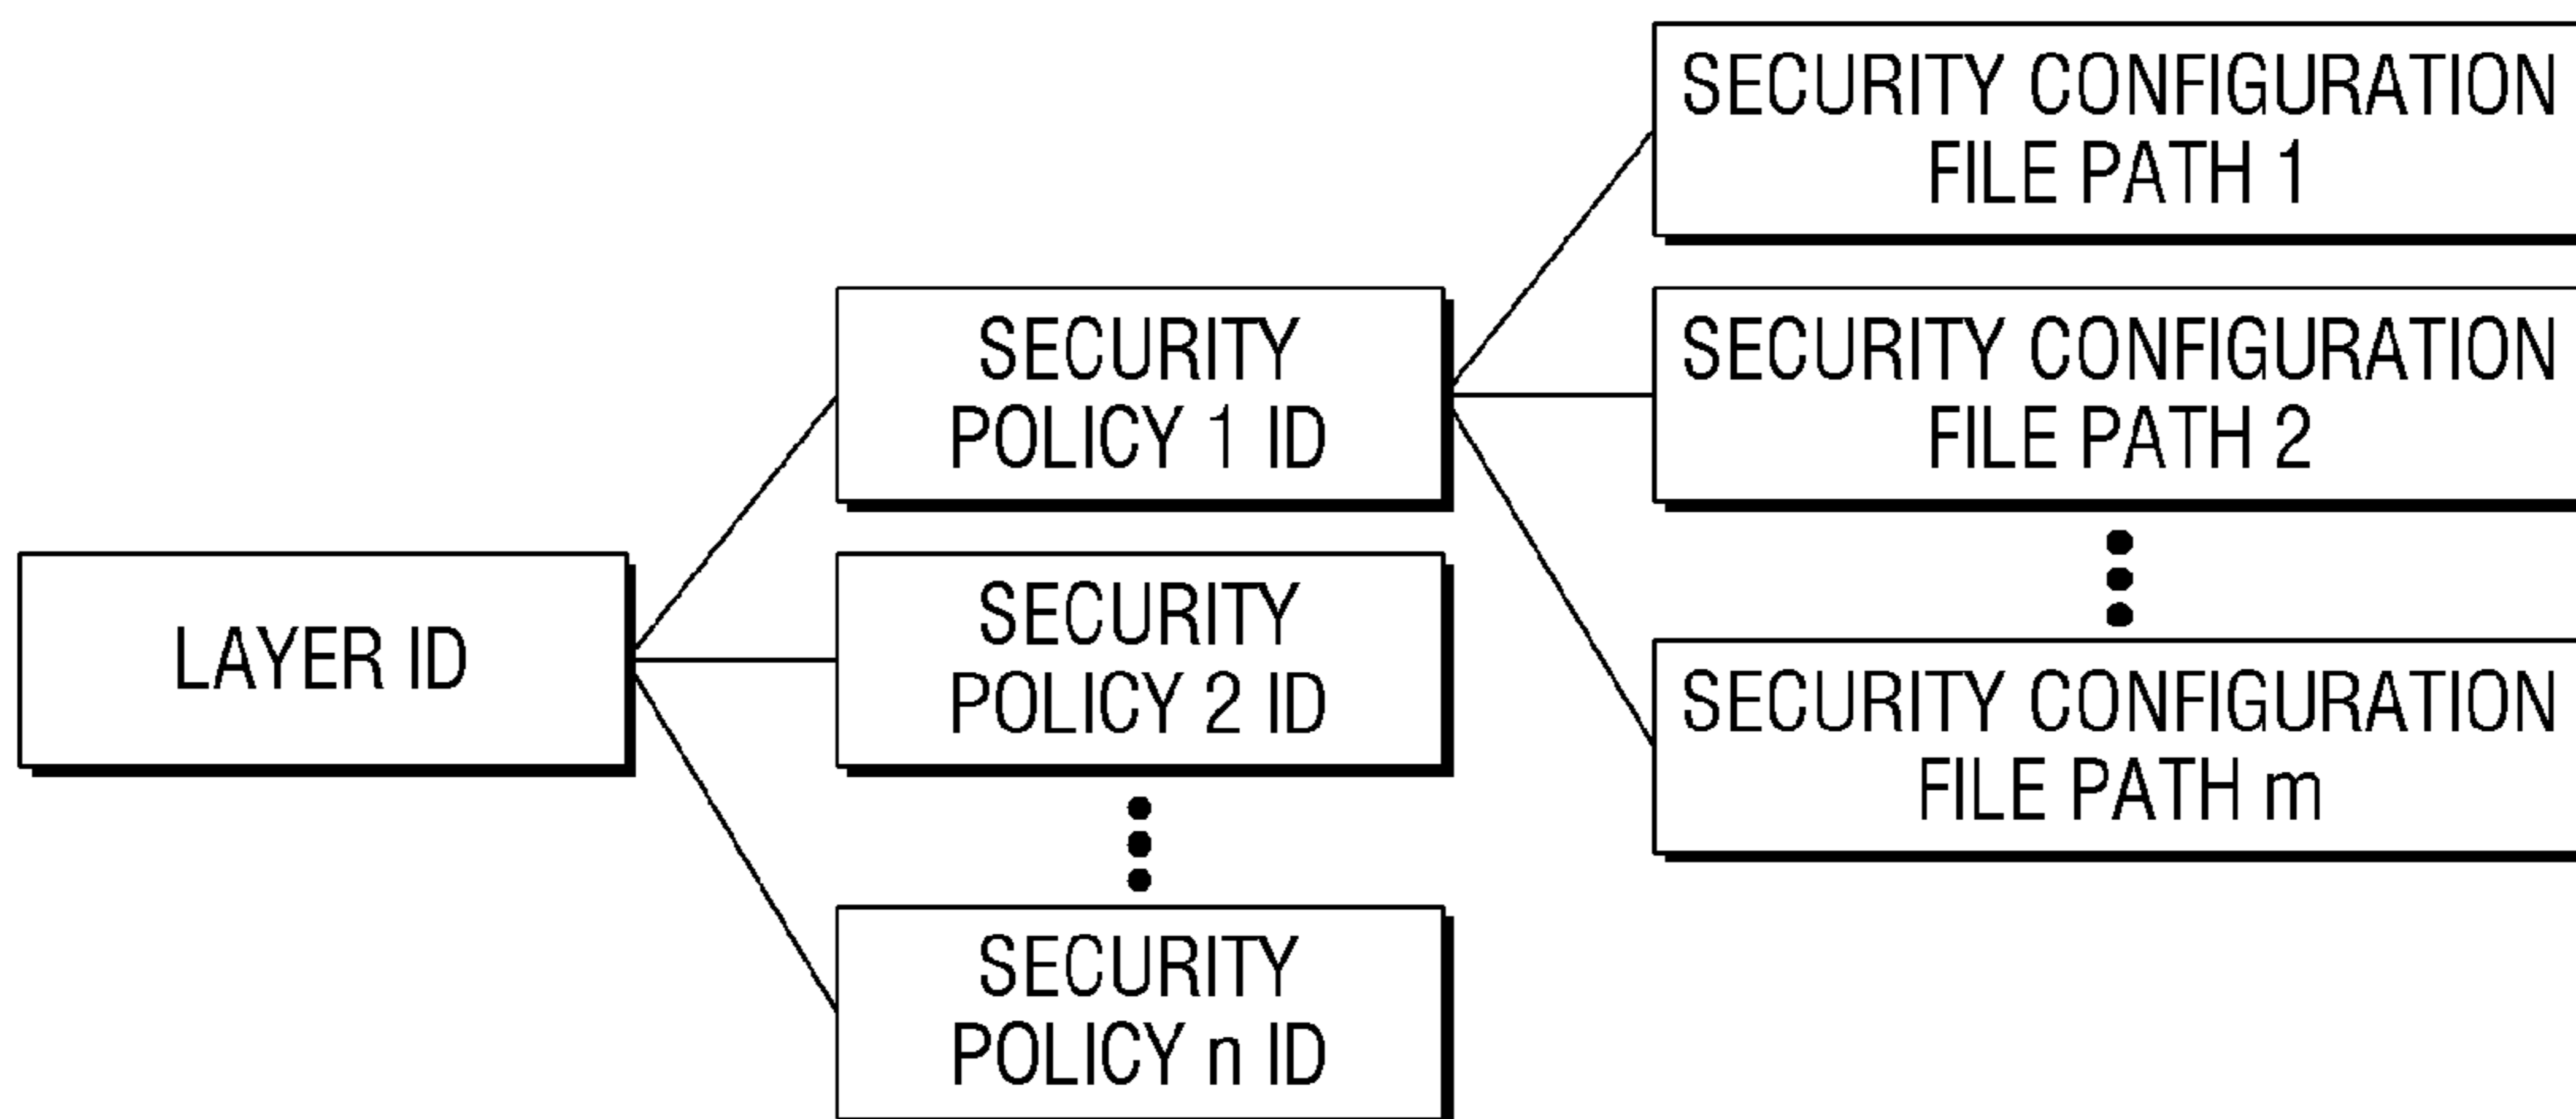 LAYER ID
SECURITY
POLICY 1 ID
SECURITY
POLICY 2 ID
SECURITY
POLICY n ID
SECURITY CONFIGURATION
FILE PATH 1
SECURITY CONFIGURATION
FILE PATH 2
SECURITY CONFIGURATION
FILE PATH m